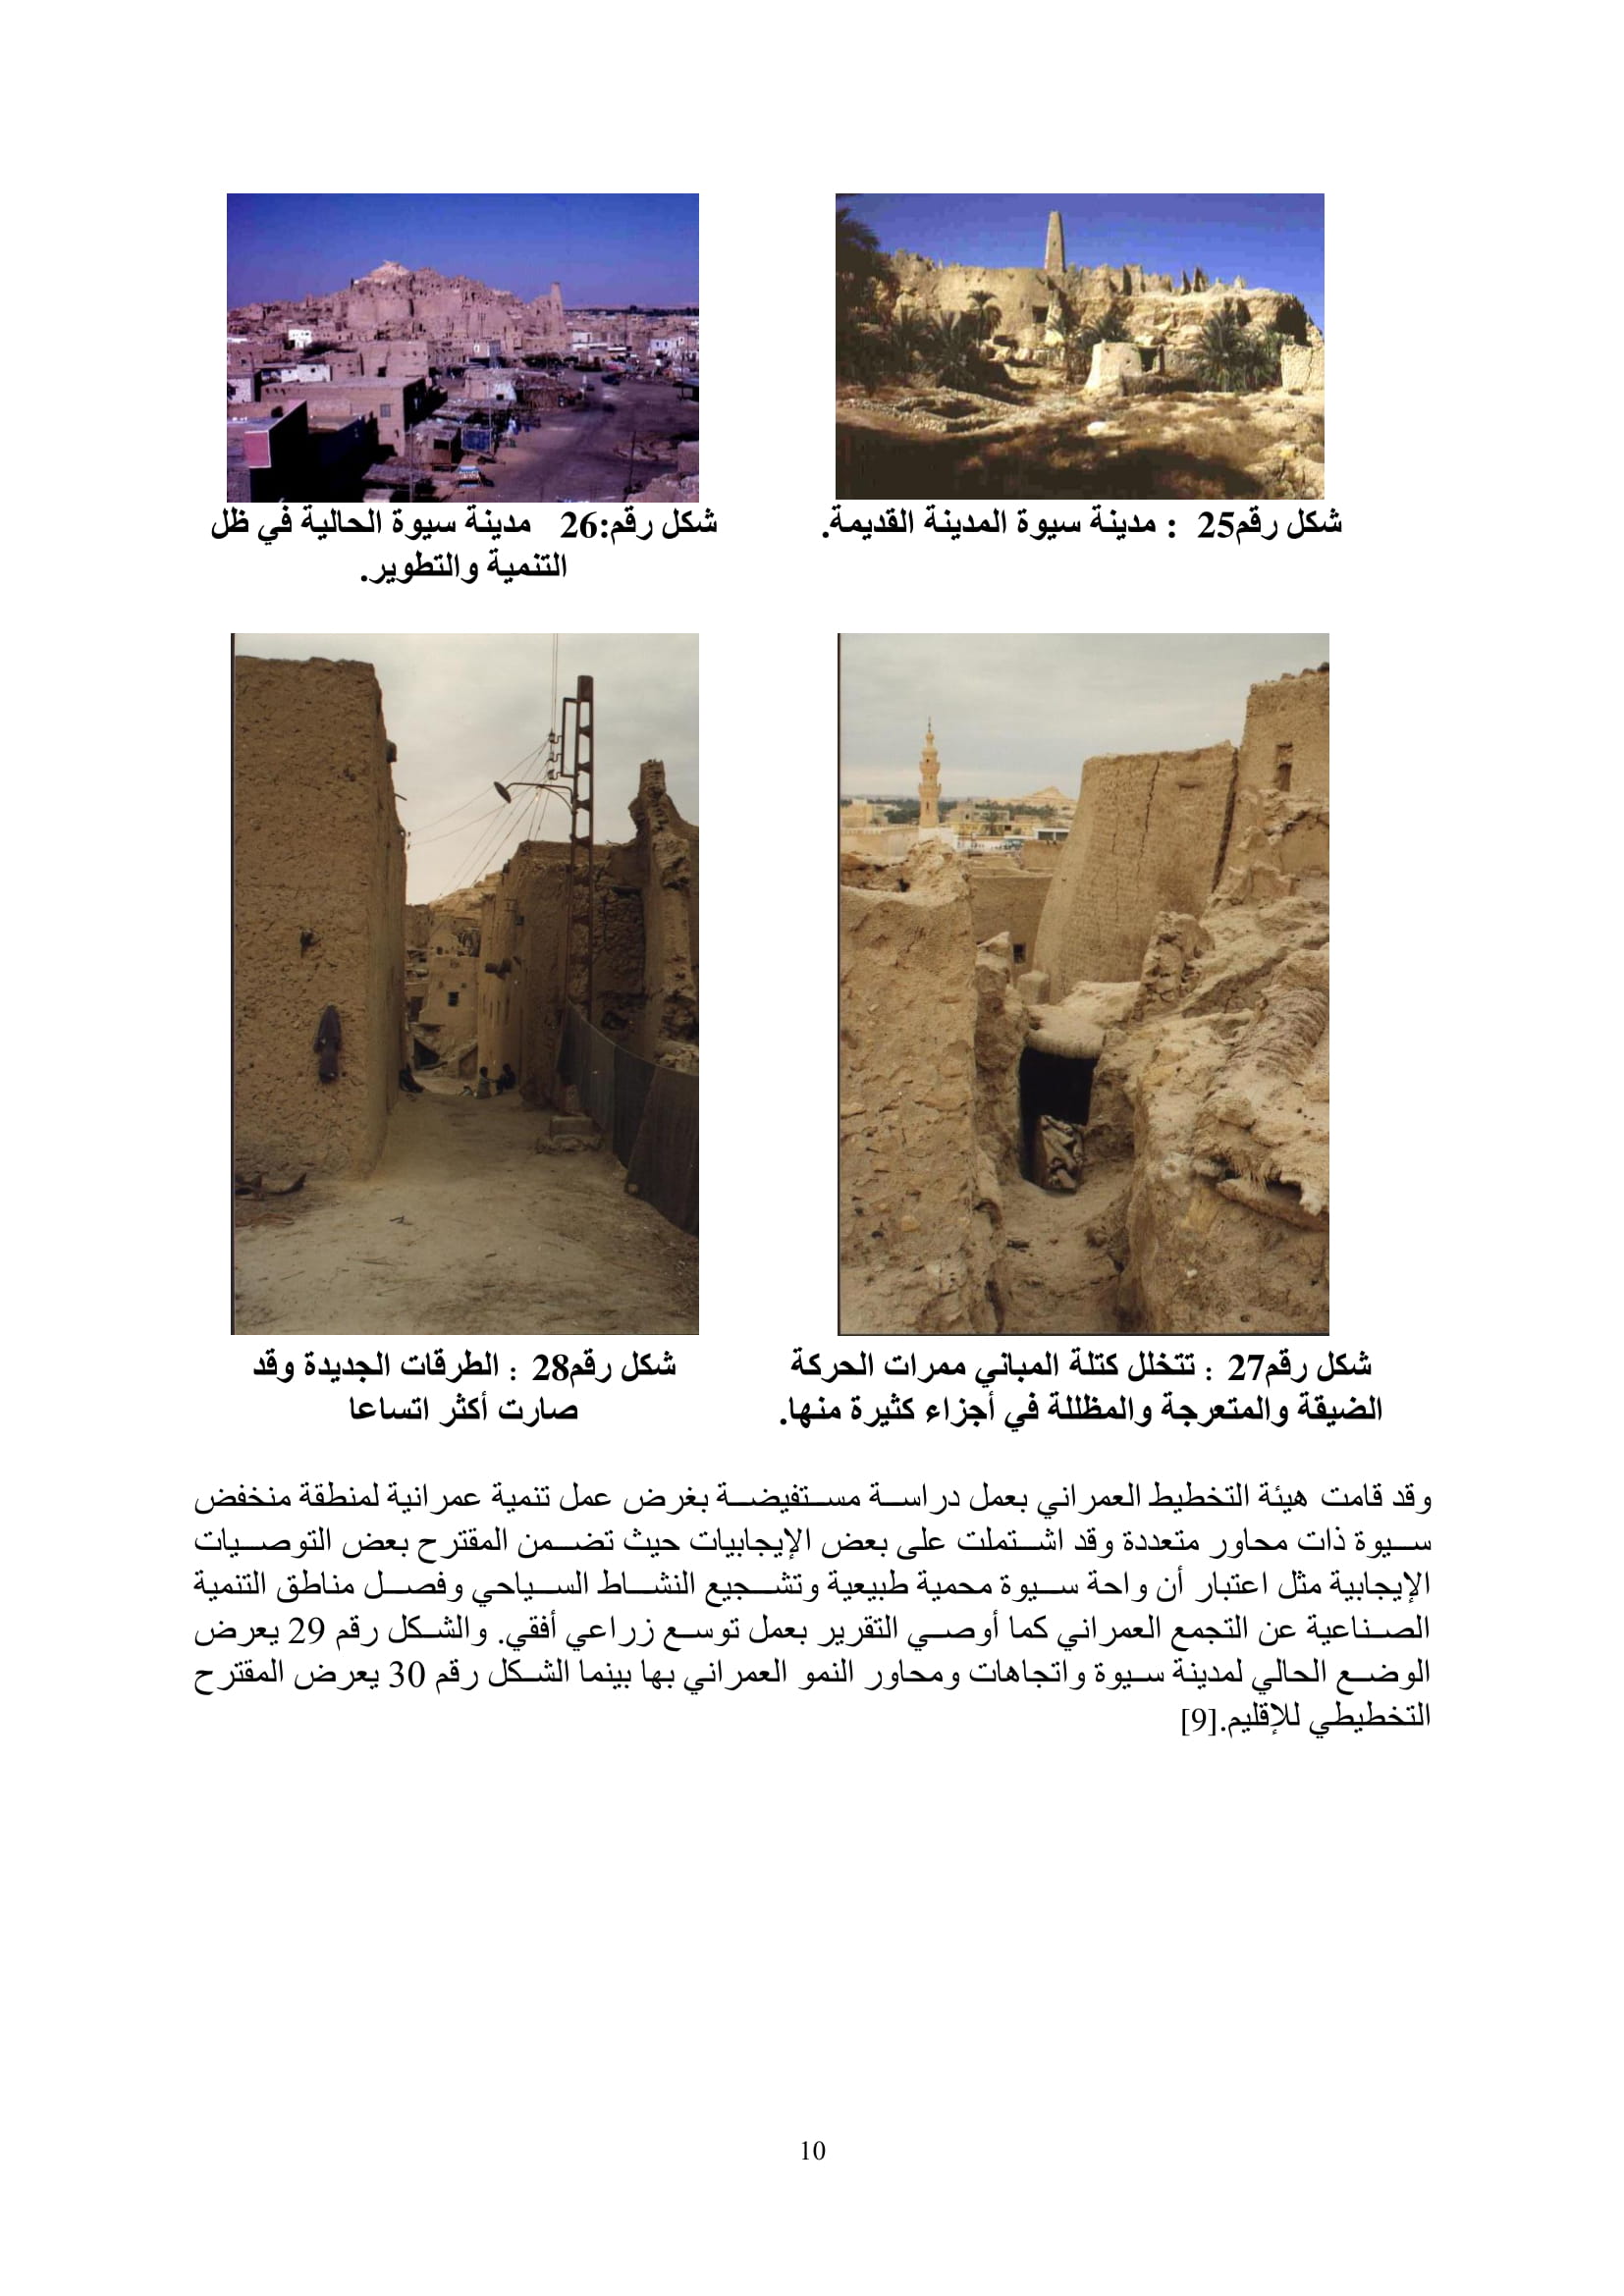 شكل رقم25 : مدينة سيوة المدينة القديمة.
شكل رقم:26 مدينة سيوة الحالية في ظل
التنمية والتطوير.
شكل رقم27 : تتخلل كتلة المباني ممرات الحركة
الضيقة والمتعرجة والمظللة في أجزاء كثيرة منها.
شكل رقم28 : الطرقات الجديدة وقد
صارت أكثر اتساعا
وقد قامت هيئة التخطيط العمراني بعمل دراسة مستفيضة بغرض عمل تنمية عمرانية لمنطقة منخفض
سيوة ذات محاور متعددة وقد اشتملت على بعض الإيجابيات حيث تضمن المقترح بعض التوصيات
الإيجابية مثل اعتبار أن واحة سيوة محمية طبيعية وتشجيع النشاط السياحي وفصل مناطق التنمية
الصناعية عن التجمع العمراني كما أوصي التقرير بعمل توسع زراعي أفقي. والشكل رقم 29 يعرض
الوضع الحالي لمدينة سيوة واتجاهات ومحاور النمو العمراني بها بينما الشكل رقم 30 يعرض المقترح
التخطيطي للإقليم.[9]
10